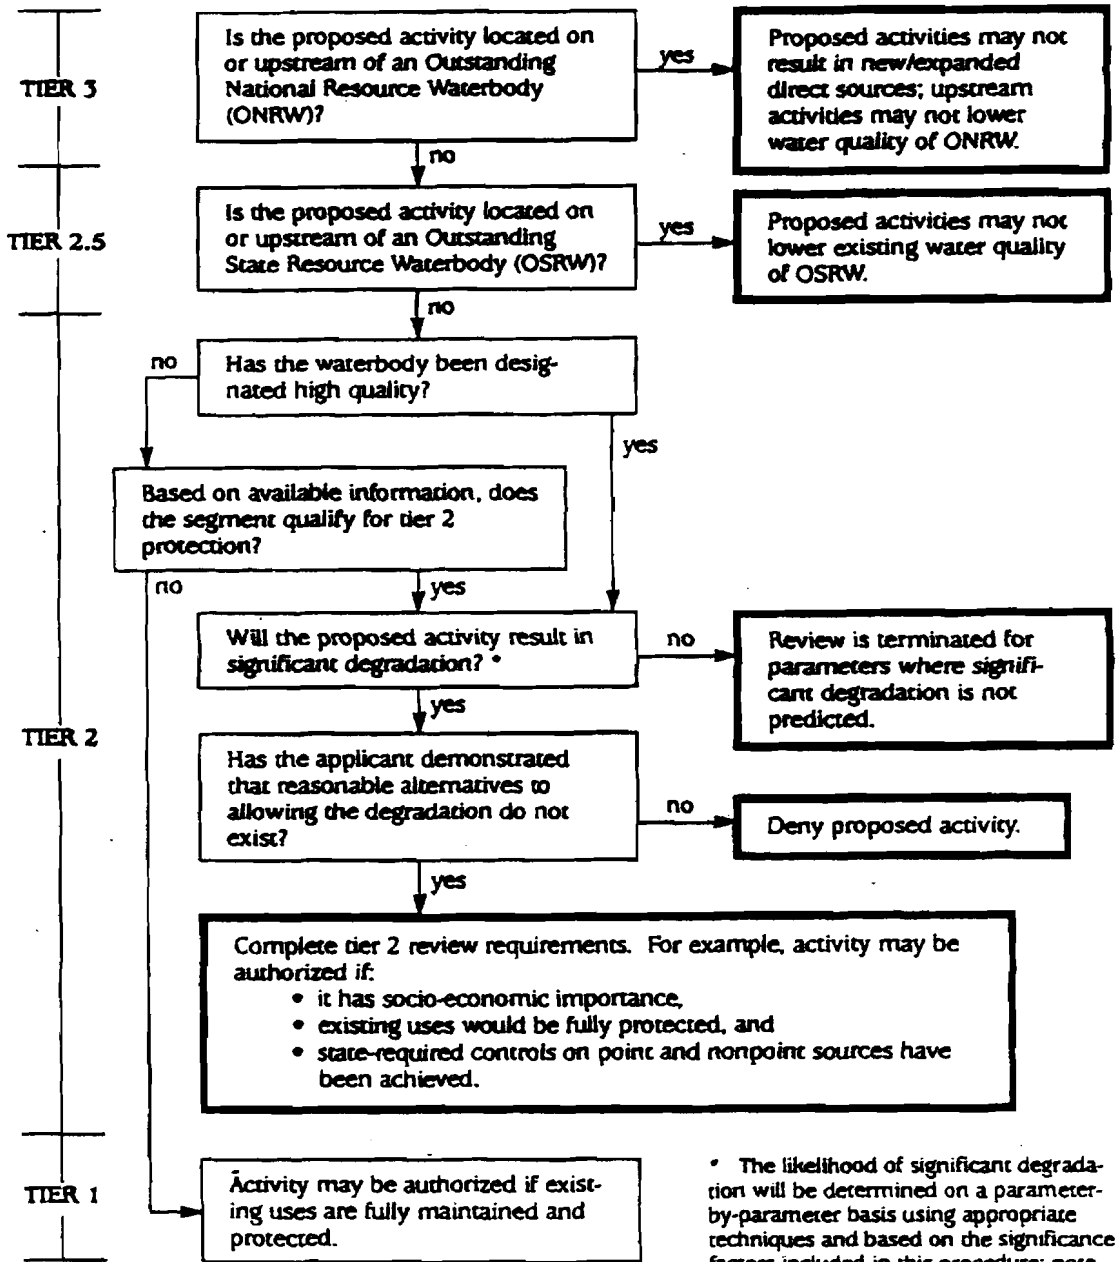 TIER 3
Is the proposed activity located on
or upstream of an Outstanding
National Resource Waterbody
(ONRW)?
yes
Proposed activities may not
result in new/expanded
direct sources; upstream
activities may not lower
water quality of ONRW.
no
TIER 2.5
Is the proposed activity located on
or upstream of an Outstanding
State Resource Waterbody (OSRW)?
yes
Proposed activities may not
lower existing water quality
of OSRW.
no
Has the waterbody been desig-
nated high quality?
no
yes
Based on available information, does
the segment qualify for tier 2
protection?
no
yes
TIER 2
Will the proposed activity result in
significant degradation? *
no
Review is terminated for
parameters where signifi-
cant degradation is not
predicted.
yes
Has the applicant demonstrated
that reasonable alternatives to
allowing the degradation do not
exist?
no
Deny proposed activity.
yes
Complete tier 2 review requirements. For example, activity may be
authorized if:
• it has socio-economic importance,
• existing uses would be fully protected, and
• state-required controls on point and nonpoint sources have
been achieved.
TIER 1
Activity may be authorized if exist-
ing uses are fully maintained and
protected.
* The likelihood of significant degrada-
tion will be determined on a parameter-
by-parameter basis using appropriate
techniques and based on the significance
factors included in this procedure;